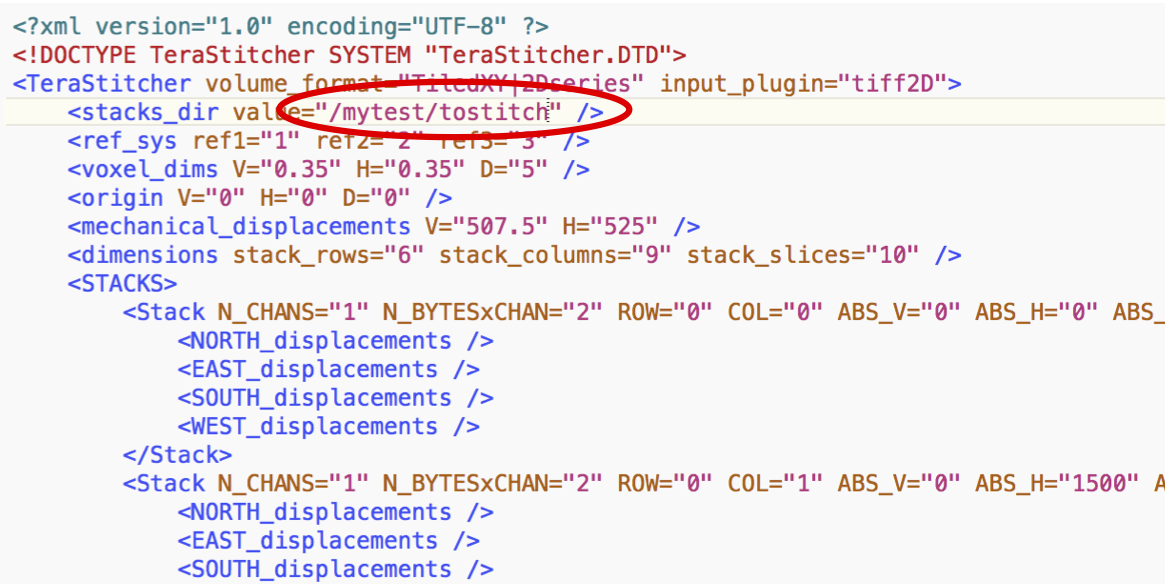 <?xml version="1.0" encoding="UTF-8" ?>
<!DOCTYPE TeraStitcher SYSTEM "TeraStitcher.DTD">
<TeraStitcher volume_format="TiledXY|2Dseries" input_plugin="tiff2D">
<stacks_dir value="/mytest/tostitch" />
<ref_sys ref1="1" ref2="2" ref3="3" />
<voxel_dims V="0.35" H="0.35" D="5" />
<origin V="0" H="0" D="0" />
<mechanical_displacements V="507.5" H="525" />
<dimensions stack_rows="6" stack_columns="9" stack_slices="10" />
<STACKS>
<Stack N_CHANS="1" N_BYTESxCHAN="2" ROW="0" COL="0" ABS_V="0" ABS_H="0" ABS_
<NORTH_displacements />
<EAST_displacements />
<SOUTH_displacements />
<WEST_displacements />
</Stack>
<Stack N_CHANS="1" N_BYTESxCHAN="2" ROW="0" COL="1" ABS_V="0" ABS_H="1500" A
<NORTH_displacements />
<EAST_displacements />
<SOUTH_displacements />